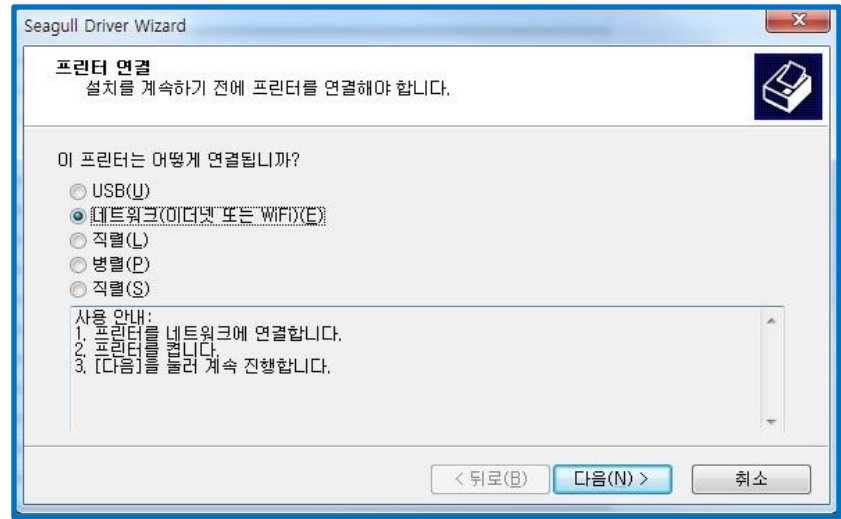 Seagull Driver Wizard
프린터 연결
설치를 계속하기 전에 프린터를 연결해야 합니다.
이 프린터는 어떻게 연결됩니까?
USB(U)
네트워크(이더넷 또는 WiFi)(E)
직렬(L)
병렬(P)
직렬(S)
사용 안내:
1. 프린터를 네트워크에 연결합니다.
2. 프린터를 켭니다.
3. [다음]을 눌러 계속 진행합니다.
< 뒤로(B) 다음(N) > 취소